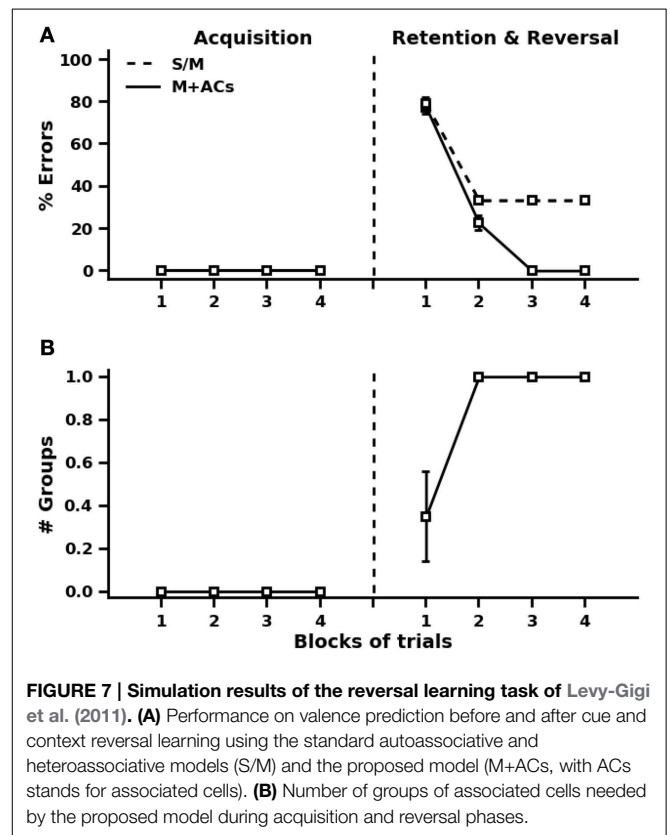 A
Acquisition
Retention & Reversal
S/M
M+ACs
% Errors
100
80
60
40
20
0
1 2 3 4 1 2 3 4
B
# Groups
1.0
0.8
0.6
0.4
0.2
0.0
1 2 3 4 1 2 3 4
Blocks of trials
FIGURE 7 | Simulation results of the reversal learning task of Levy-Gigi
et al. (2011). (A) Performance on valence prediction before and after cue and
context reversal learning using the standard autoassociative and
heteroassociative models (S/M) and the proposed model (M+ACs, with ACs
stands for associated cells). (B) Number of groups of associated cells needed
by the proposed model during acquisition and reversal phases.